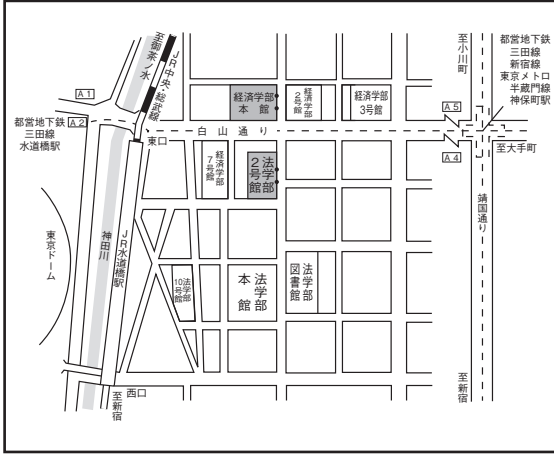 至御茶ノ水
JR中央・総武線
A1
都営地下鉄
三田線
水道橋駅
A2
東口
白山通り
経済学部
本館
経済学部
2号館
経済学部
3号館
至小川町
都営地下鉄
三田線
新宿線
東京メトロ
半蔵門線
神保町駅
A5
A4
至大手町
靖国通り
至新宿
経済学部
7号館
法学部
2号館
東京ドーム
神田川
JR水道橋駅
法学部
10号館
法学部
本館
法学部
図書館
西口
至新宿